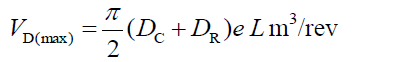 V_D(max) = π/2 (D_C + D_R)e L m³/rev